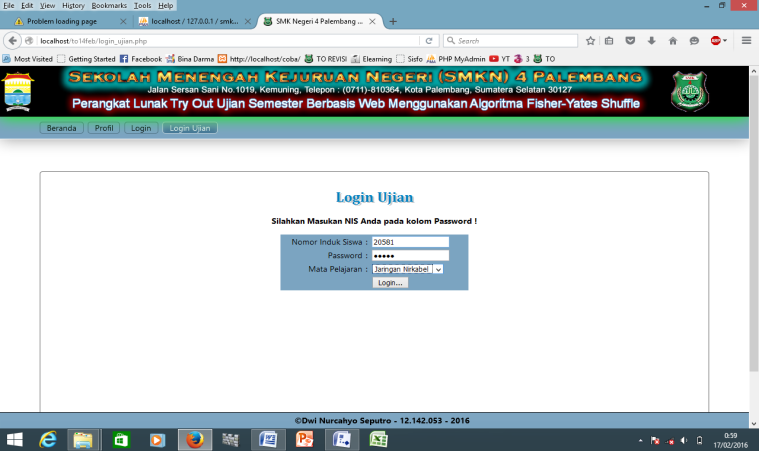 File Edit View History Bookmarks Tools Help
Problem loading page × localhost / 127.0.0.1 / smk... × SMK Negeri 4 Palembang ... × +
localhost/to14feb/login_ujian.php Search
Most Visited Getting Started Facebook Bina Darma http://localhost/coba/ TO REVISI Elearning Sisfo PHP MyAdmin YT 3 TO
SEKOLAH MENENGAH KEJURUAN NEGERI (SMKN) 4 PALEMBANG
Jalan Sersan Sani No.1019, Kemuning, Telepon : (0711)-810364, Kota Palembang, Sumatera Selatan 30127
Perangkat Lunak Try Out Ujian Semester Berbasis Web Menggunakan Algoritma Fisher-Yates Shuffle
Beranda Profil Login Login Ujian
Login Ujian
Silahkan Masukan NIS Anda pada kolom Password !
Nomor Induk Siswa : 20581
Password : •••••
Mata Pelajaran : Jaringan Nirkabel
Login...
©Dwi Nurcahyo Seputro - 12.142.053 - 2016
0:59
17/02/2016